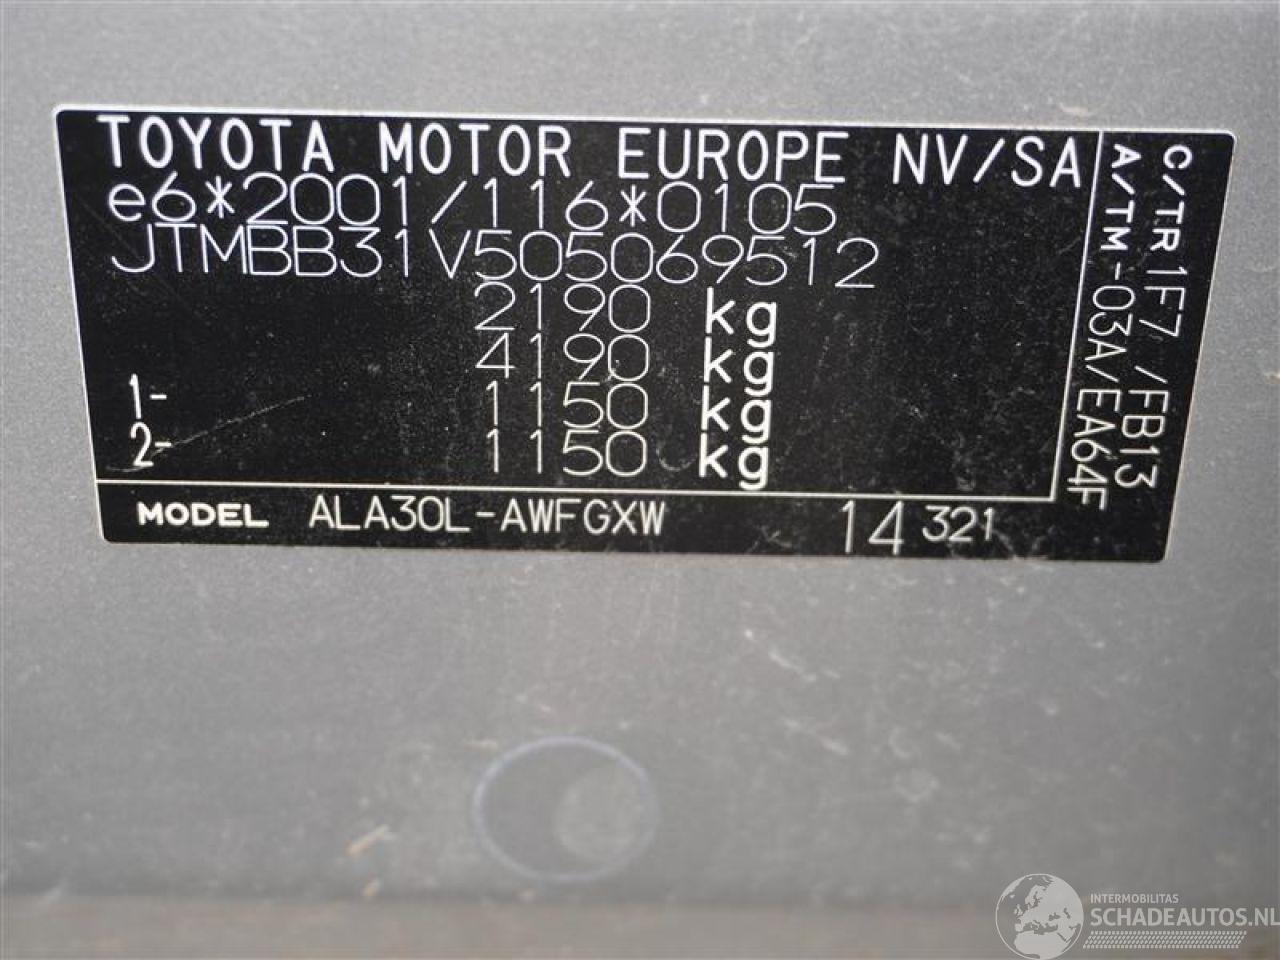 TOYOTA MOTOR EUROPE NV/SA
e6*2001/116*0105
JTMBB31V505069512
2190 kg
4190 kg
1- 1150 kg
2- 1150 kg
MODEL ALA30L-AWFGXW 14 321
C/TR 1F7 /FB13
A/TM -03A/EA64F
INTERMOBILITAS
SCHADEAUTOS.NL